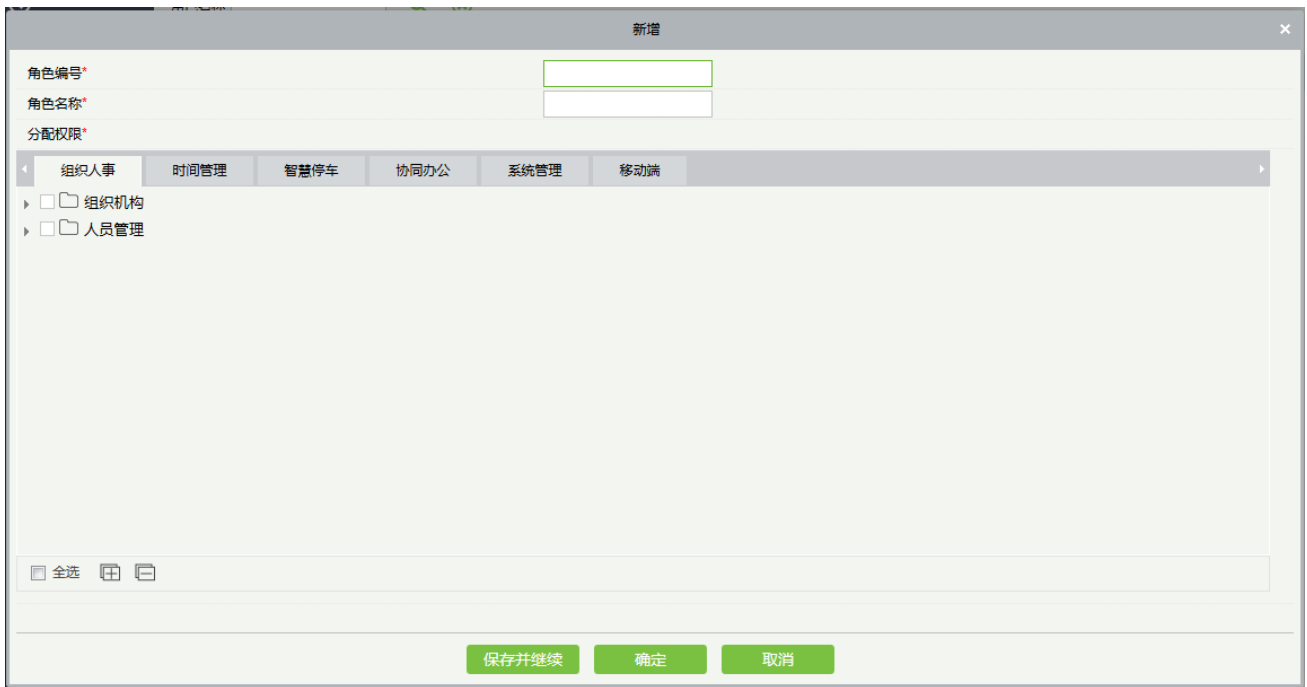 新增
角色编号*
角色名称*
分配权限*
组织人事 时间管理 智慧停车 协同办公 系统管理 移动端
组织机构
人员管理
全选
保存并继续 确定 取消